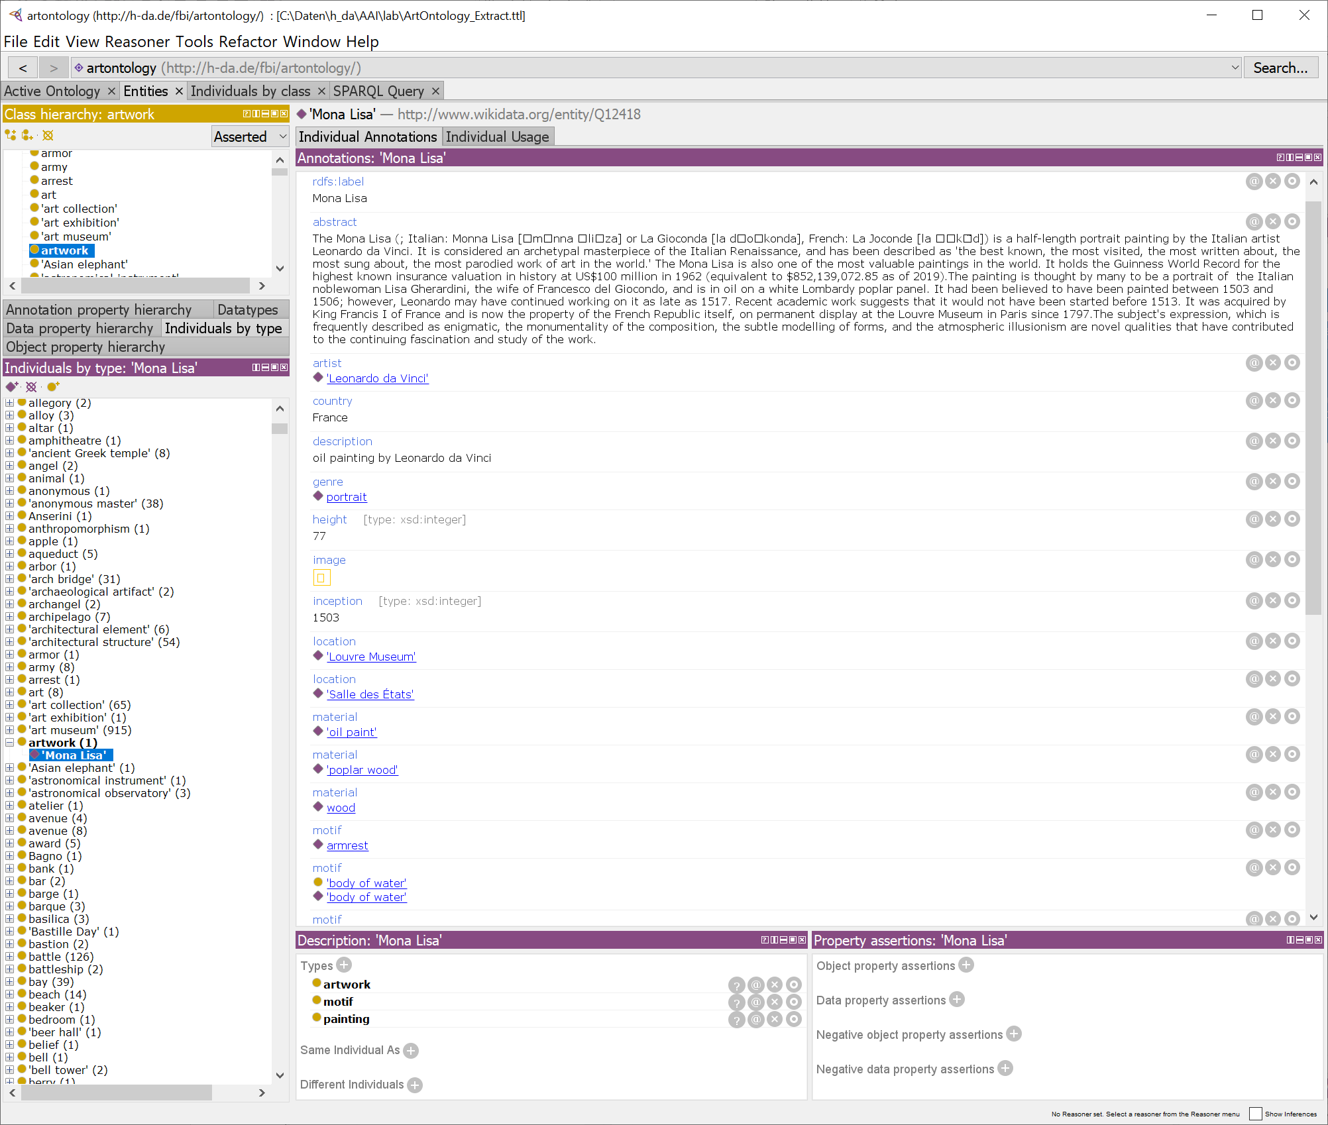 artontology (http://h-da.de/fbi/artontology/)  : [C:\Daten\h_da\AAI\lab\ArtOntology_Extract.ttl]
File Edit View Reasoner Tools Refactor Window Help
< > artontology (http://h-da.de/fbi/artontology/) Search...
Active Ontology × Entities × Individuals by class × SPARQL Query ×
Class hierarchy: artwork
Asserted
armor
army
arrest
art
'art collection'
'art exhibition'
'art museum'
artwork
'Asian elephant'
'astronomical instrument'
Annotation property hierarchy Datatypes
Data property hierarchy Individuals by type
Object property hierarchy
Individuals by type: 'Mona Lisa'
allegory (2)
alloy (3)
altar (1)
amphitheatre (1)
'ancient Greek temple' (8)
angel (2)
animal (1)
anonymous (1)
'anonymous master' (38)
Anserini (1)
anthropomorphism (1)
apple (1)
aqueduct (5)
arbor (1)
'arch bridge' (31)
'archaeological artifact' (2)
archangel (2)
archipelago (7)
'architectural element' (6)
'architectural structure' (54)
armor (1)
army (8)
arrest (1)
art (8)
'art collection' (65)
'art exhibition' (1)
'art museum' (915)
artwork (1)
'Mona Lisa'
'Asian elephant' (1)
'astronomical instrument' (1)
'astronomical observatory' (3)
atelier (1)
avenue (4)
avenue (8)
award (5)
Bagno (1)
bank (1)
bar (2)
barge (1)
barque (3)
basilica (3)
'Bastille Day' (1)
bastion (2)
battle (126)
battleship (2)
bay (39)
beach (14)
beaker (1)
bedroom (1)
'beer hall' (1)
belief (1)
bell (1)
'bell tower' (2)
berry (1)
'Mona Lisa' — http://www.wikidata.org/entity/Q12418
Individual Annotations Individual Usage
Annotations: 'Mona Lisa'
rdfs:label
Mona Lisa
abstract
The Mona Lisa (; Italian: Monna Lisa [□m□nna □li□za] or La Gioconda [la d□o□konda], French: La Joconde [la □□k□d]) is a half-length portrait painting by the Italian artist
Leonardo da Vinci. It is considered an archetypal masterpiece of the Italian Renaissance, and has been described as 'the best known, the most visited, the most written about, the
most sung about, the most parodied work of art in the world.' The Mona Lisa is also one of the most valuable paintings in the world. It holds the Guinness World Record for the
highest known insurance valuation in history at US$100 million in 1962 (equivalent to $852,139,072.85 as of 2019).The painting is thought by many to be a portrait of  the Italian
noblewoman Lisa Gherardini, the wife of Francesco del Giocondo, and is in oil on a white Lombardy poplar panel. It had been believed to have been painted between 1503 and
1506; however, Leonardo may have continued working on it as late as 1517. Recent academic work suggests that it would not have been started before 1513. It was acquired by
King Francis I of France and is now the property of the French Republic itself, on permanent display at the Louvre Museum in Paris since 1797.The subject's expression, which is
frequently described as enigmatic, the monumentality of the composition, the subtle modelling of forms, and the atmospheric illusionism are novel qualities that have contributed
to the continuing fascination and study of the work.
artist
'Leonardo da Vinci'
country
France
description
oil painting by Leonardo da Vinci
genre
portrait
height [type: xsd:integer]
77
image
inception [type: xsd:integer]
1503
location
'Louvre Museum'
location
'Salle des États'
material
'oil paint'
material
'poplar wood'
material
wood
motif
armrest
motif
'body of water'
'body of water'
motif
Description: 'Mona Lisa'
Types
artwork
motif
painting
Same Individual As
Different Individuals
Property assertions: 'Mona Lisa'
Object property assertions
Data property assertions
Negative object property assertions
Negative data property assertions
No Reasoner set. Select a reasoner from the Reasoner menu Show Inferences